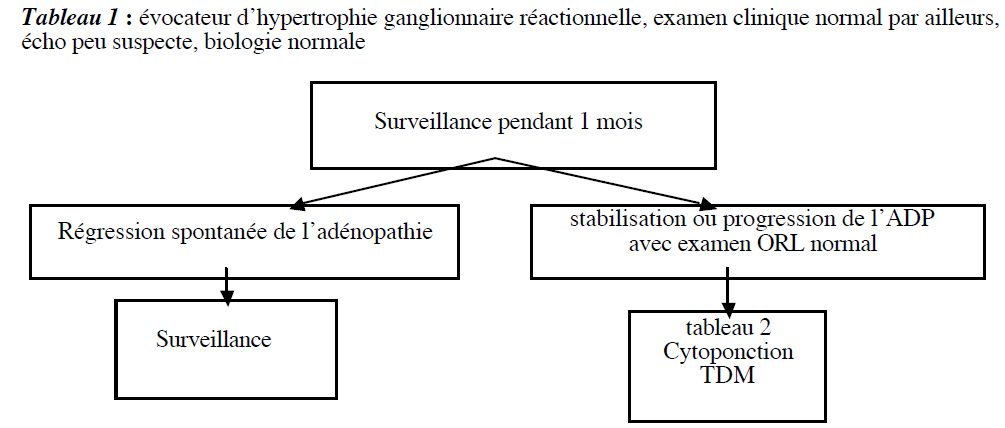 Tableau 1 : évocateur d’hypertrophie ganglionnaire réactionnelle, examen clinique normal par ailleurs,
écho peu suspecte, biologie normale
Surveillance pendant 1 mois
Régression spontanée de l’adénopathie
stabilisation ou progression de l’ADP
avec examen ORL normal
Surveillance
tableau 2
Cytoponction
TDM